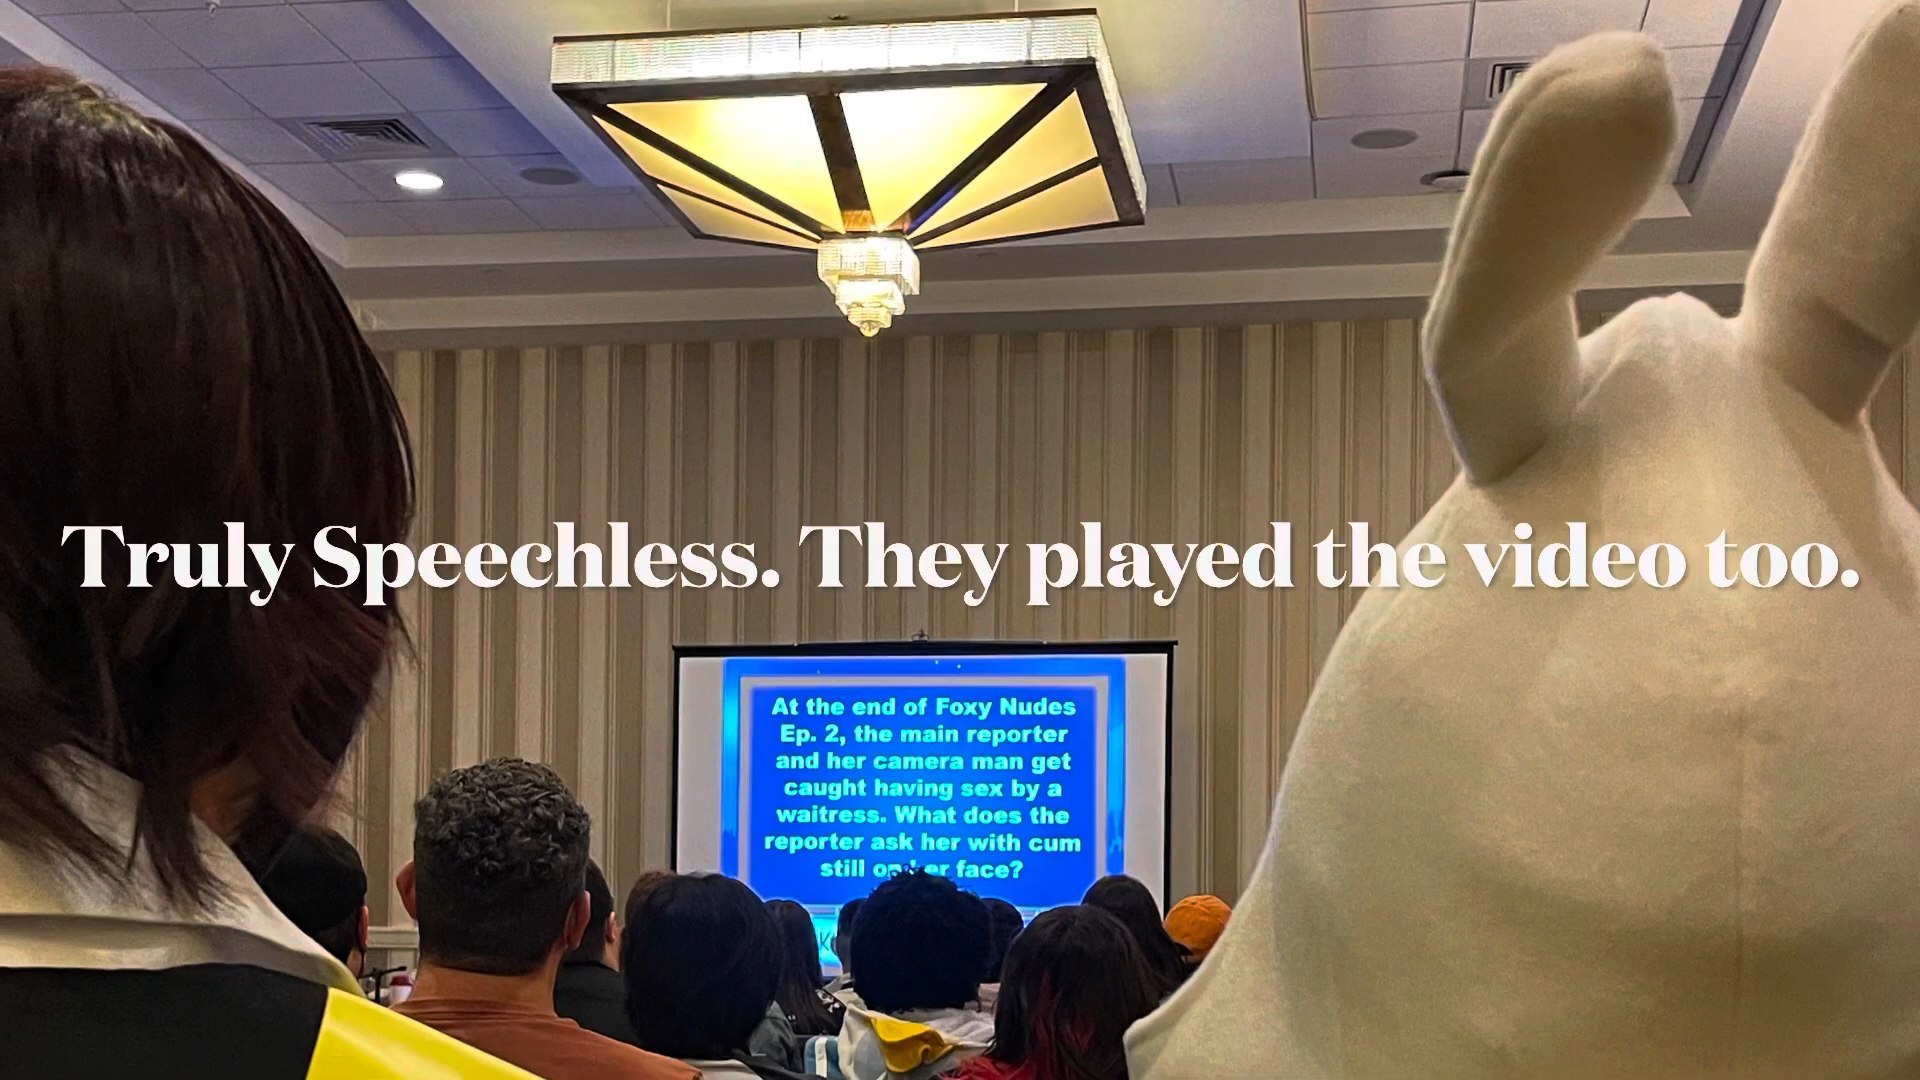 Truly Speechless. They played the video too.
At the end of Foxy Nudes
Ep. 2, the main reporter
and her camera man get
caught having sex by a
waitress. What does the
reporter ask her with cum
still on her face?